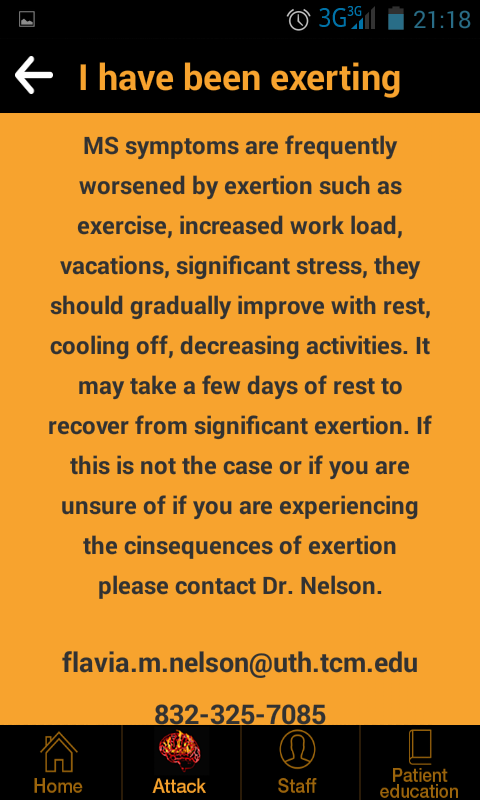 3G 3G 21:18
I have been exerting
MS symptoms are frequently
worsened by exertion such as
exercise, increased work load,
vacations, significant stress, they
should gradually improve with rest,
cooling off, decreasing activities. It
may take a few days of rest to
recover from significant exertion. If
this is not the case or if you are
unsure of if you are experiencing
the cinsequences of exertion
please contact Dr. Nelson.
flavia.m.nelson@uth.tcm.edu
832-325-7085
Home Attack Staff Patient
education